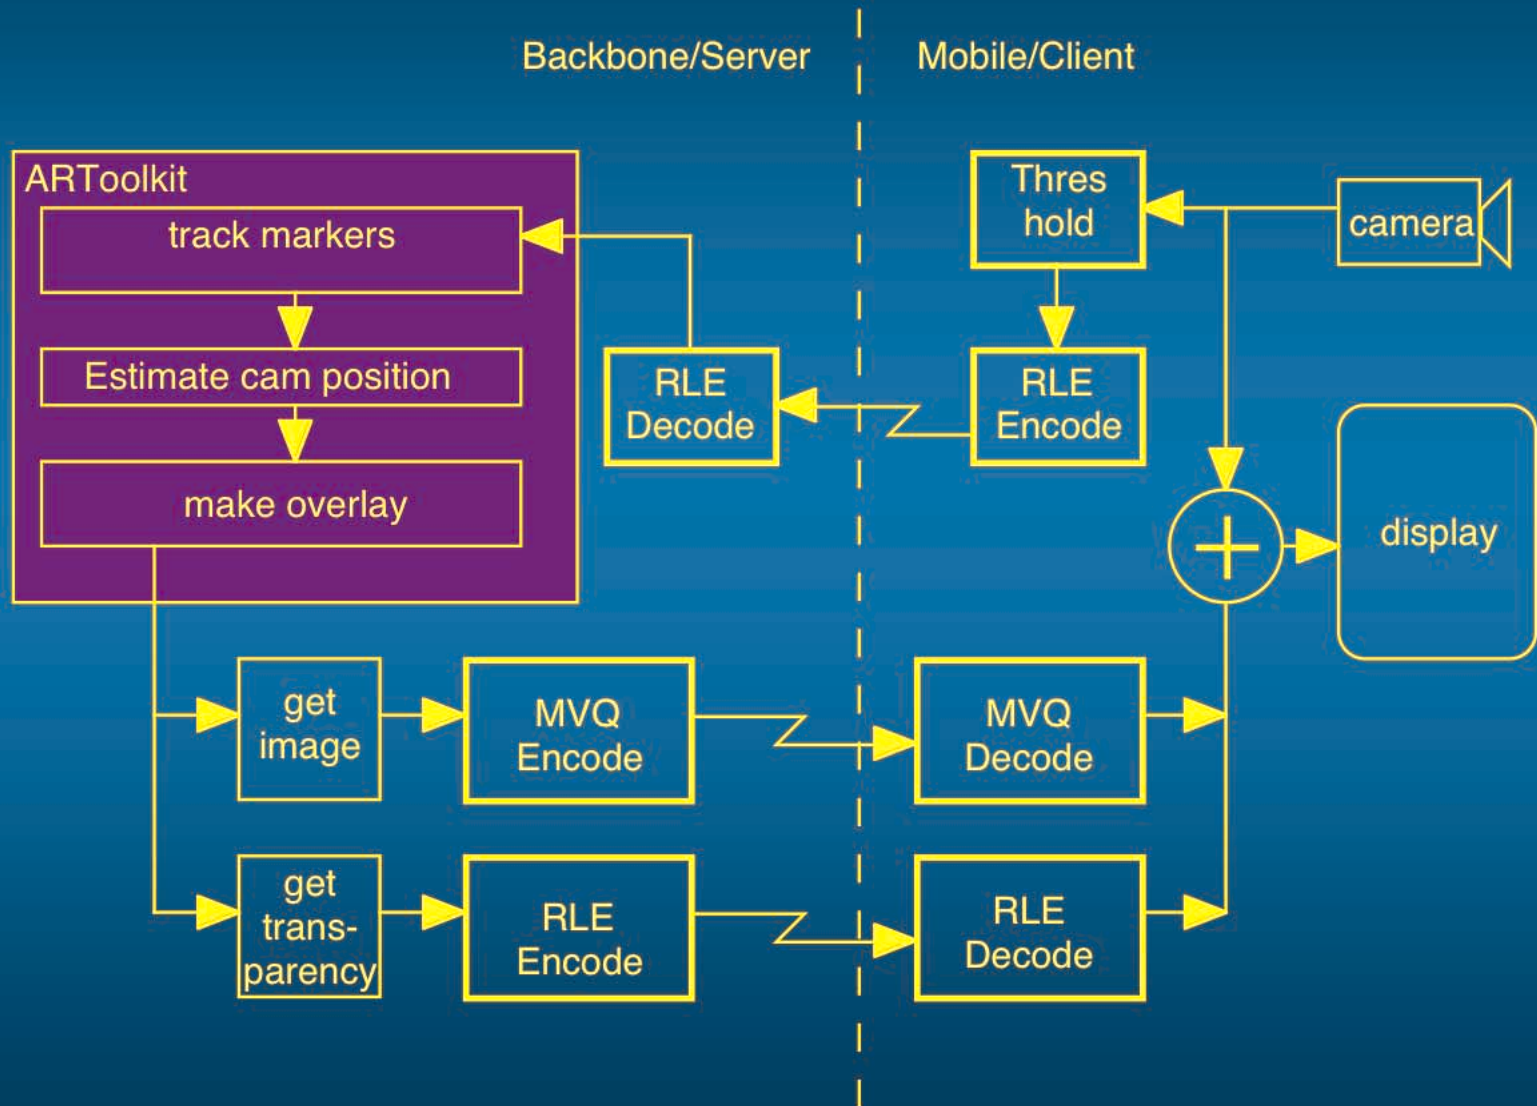 Backbone/Server
Mobile/Client
ARToolkit
track markers
Estimate cam position
make overlay
RLE
Decode
Thres
hold
camera
RLE
Encode
display
get
image
MVQ
Encode
MVQ
Decode
get
trans-
parency
RLE
Encode
RLE
Decode